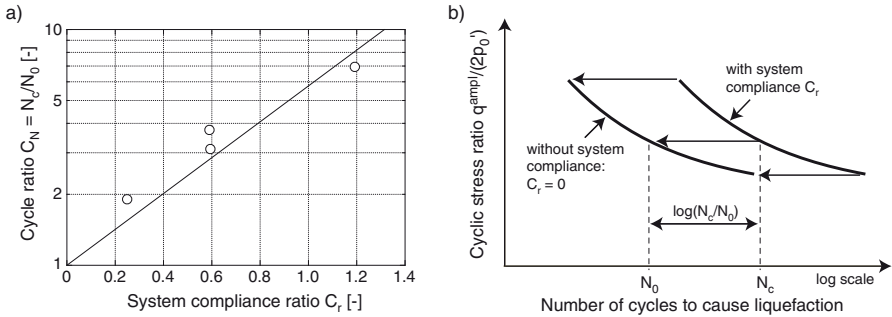 a)
Cycle ratio C_N = N_c/N_0 [-]
10
5
2
1
0
0.2
0.4
0.6
0.8
1.0
1.2
1.4
System compliance ratio C_r [-]
b)
Cyclic stress ratio q^ampl/(2p_0')
with system
compliance C_r
without system
compliance:
C_r = 0
log(N_c/N_0)
N_0
N_c
log scale
Number of cycles to cause liquefaction